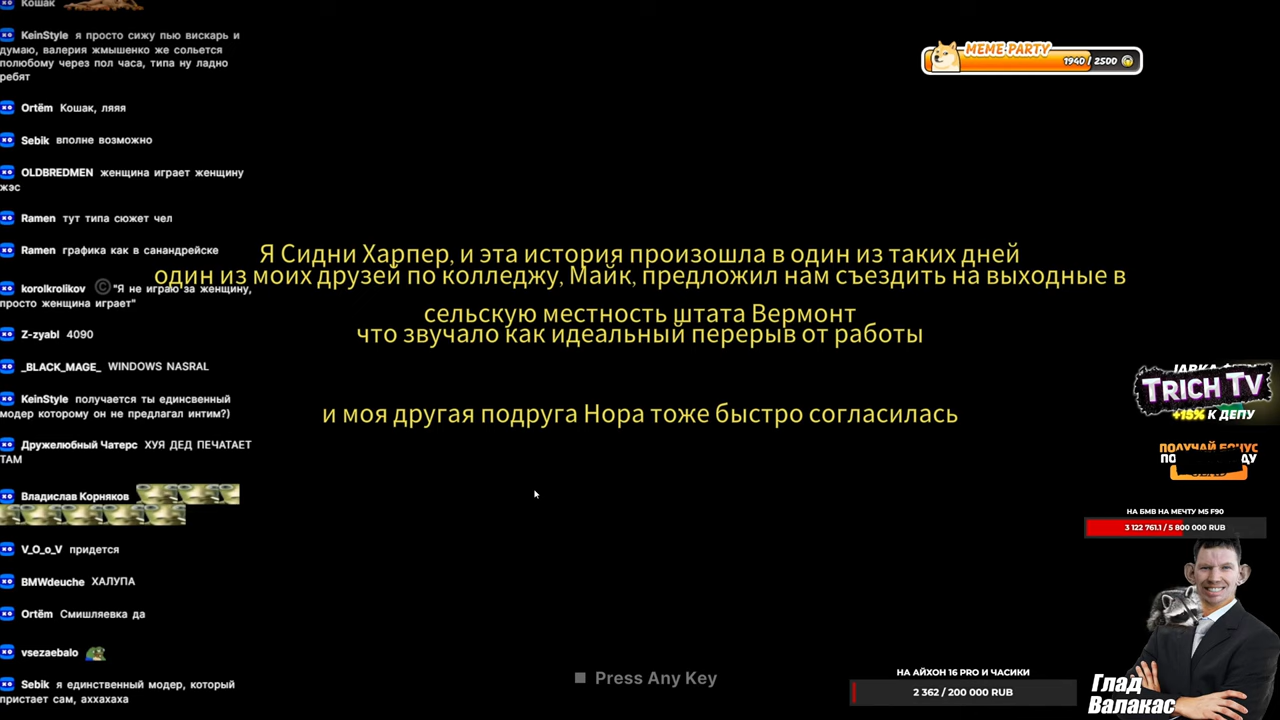 Кошак
KeinStyle я просто сижу пью вискарь и
думаю, валерия жмышенко же сольется
полюбому через пол часа, типа ну ладно
ребят
Ortëm Кошак, ляяя
Sebik вполне возможно
OLDBREDMEN женщина играет женщину
жэс
Ramen тут типа сюжет чел
Ramen графика как в санандрейске
korolkrolikov ©"Я не играю за женщину,
просто женщина играет"
Z-zyabl 4090
_BLACK_MAGE_ WINDOWS NASRAL
KeinStyle получается ты единсвенный
модер которому он не предлагал интим?)
Дружелюбный Чатерс ХУЯ ДЕД ПЕЧАТАЕТ
ТАМ
Владислав Корняков
V_O_o_V придется
BMWdeuche ХАЛУПА
Ortëm Смишляевка да
vsezaebalo
Sebik я единственный модер, который
пристает сам, аххахаха
MEME PARTY
1940 / 2500
Я Сидни Харпер, и эта история произошла в один из таких дней
один из моих друзей по колледжу, Майк, предложил нам съездить на выходные в
сельскую местность штата Вермонт
что звучало как идеальный перерыв от работы
и моя другая подруга Нора тоже быстро согласилась
Press Any Key
TRICH TV
+15% К ДЕПУ
ПОЛУЧАЙ БОНУС
НА БМВ НА МЕЧТУ M5 F90
3 122 761.1 / 5 800 000 RUB
НА АЙХОН 16 PRO И ЧАСИКИ
2 362 / 200 000 RUB
Глад
Валакас